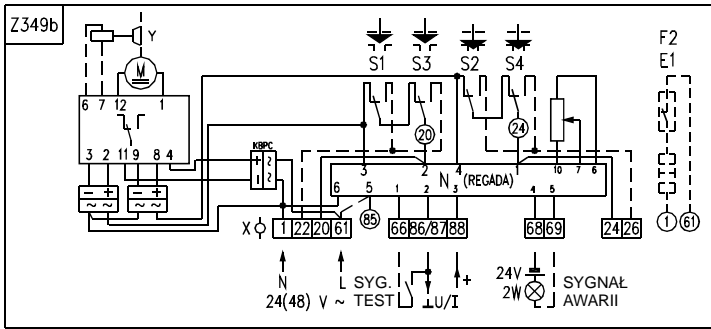 Z349b
Y
S1 S3 S2 S4
F2
E1
M
6 7 12 1
3 2 11 9 8 4
- + - +
~ ~ ~ ~
KBPC
+ ~
- ~
20
24
3 2 4 1 10 7 6
N (REGADA)
6 5 1 2 3 4 5
85
X 1 22 20 61 66 86/87 88 68 69 24 26
1 61
N L SYG. TEST
24(48) V ~
U/I +
24V
2W
SYGNAŁ
AWARII